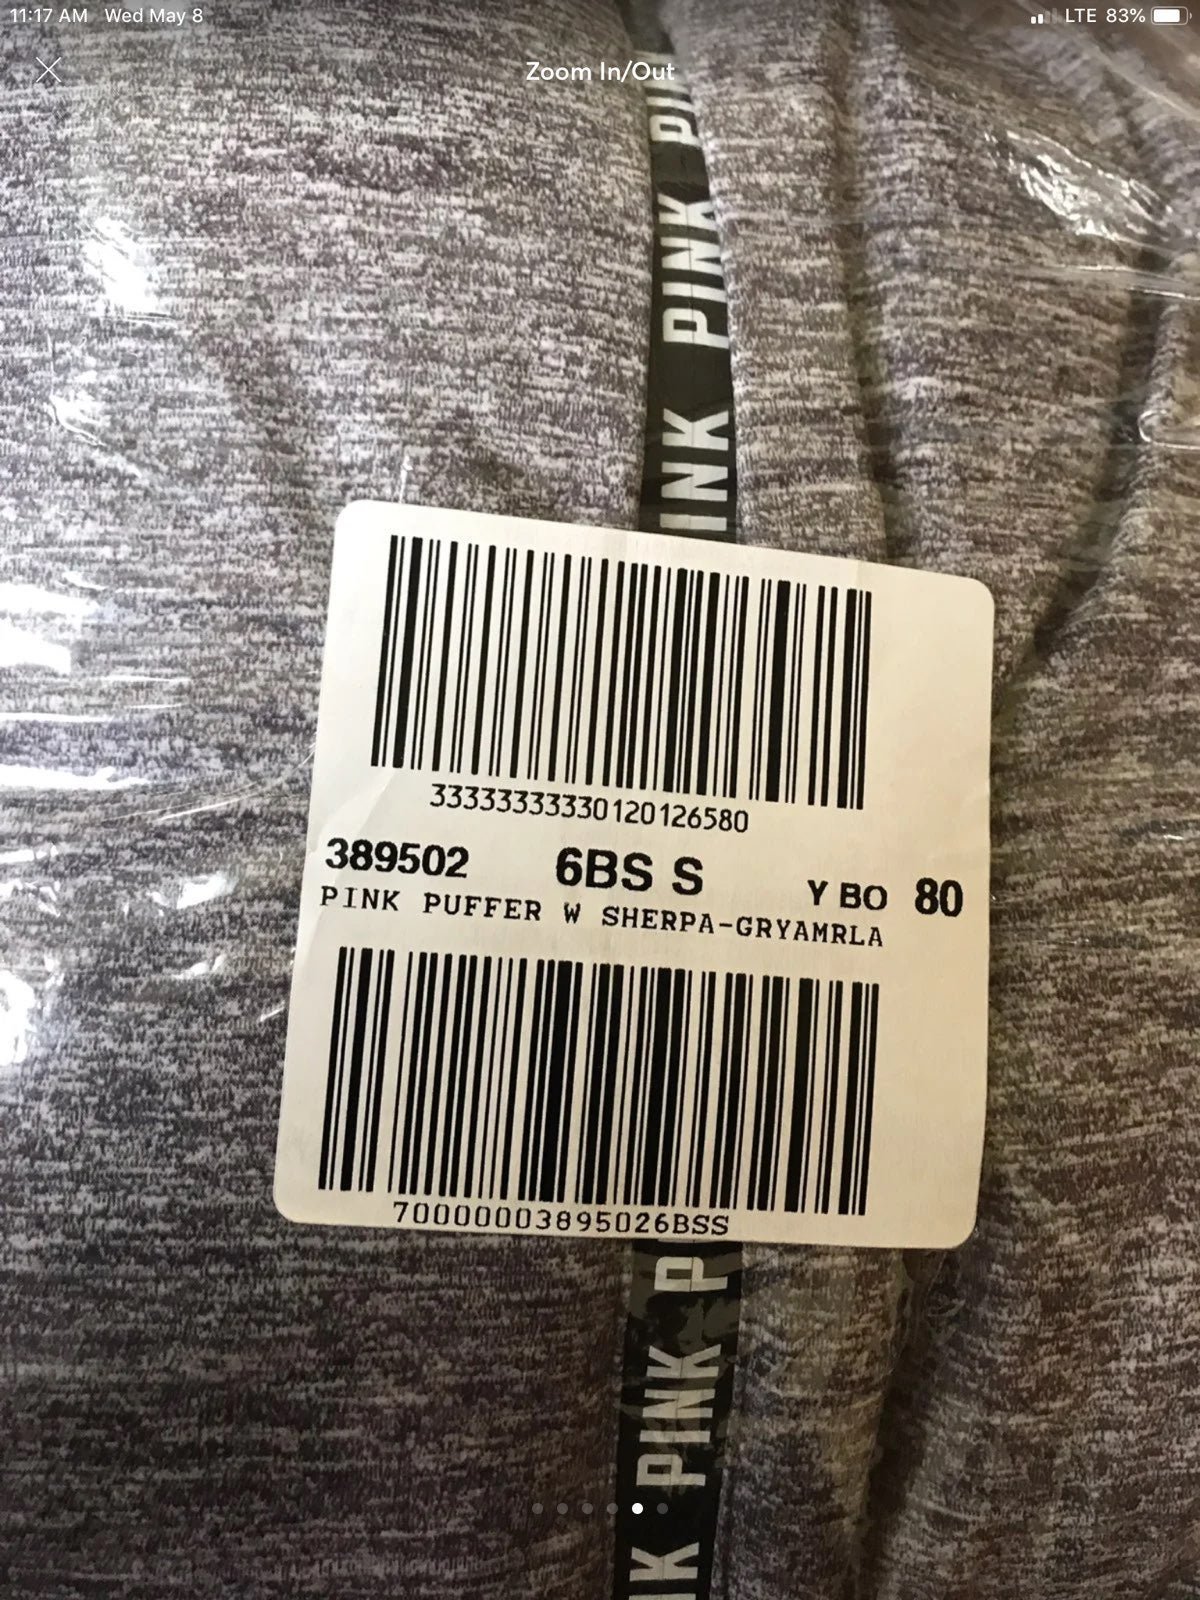 11:17 AM Wed May 8
LTE 83%
Zoom In/Out
PINK
PINK
33333333330120126580
389502 6BS S Y BO 80
PINK PUFFER W SHERPA-GRYAMRLA
70000003895026BSS
PINK